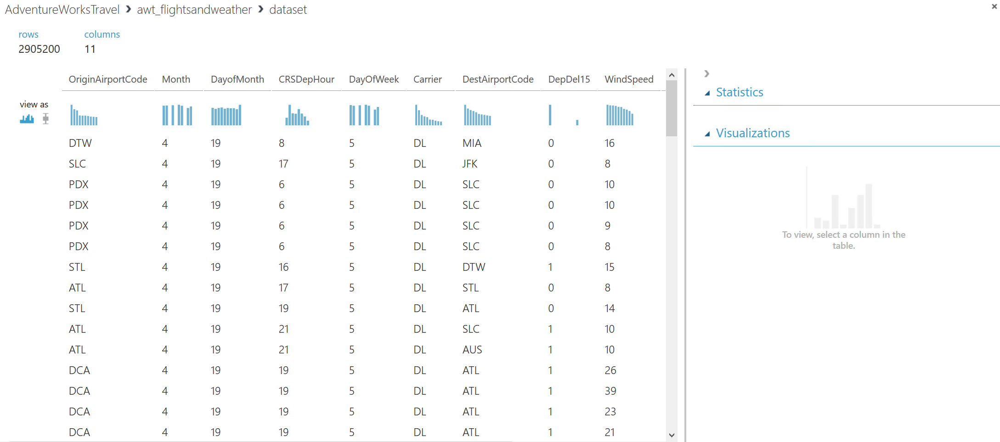 AdventureWorksTravel › awt_flightsandweather › dataset
rows columns
2905200 11
OriginAirportCode Month DayofMonth CRSDepHour DayOfWeek Carrier DestAirportCode DepDel15 WindSpeed
view as
DTW 4 19 8 5 DL MIA 0 16
SLC 4 19 17 5 DL JFK 0 8
PDX 4 19 6 5 DL SLC 0 10
PDX 4 19 6 5 DL SLC 0 10
PDX 4 19 6 5 DL SLC 0 9
PDX 4 19 6 5 DL SLC 0 8
STL 4 19 16 5 DL DTW 1 15
ATL 4 19 17 5 DL STL 0 8
STL 4 19 19 5 DL ATL 0 14
ATL 4 19 21 5 DL SLC 1 10
ATL 4 19 21 5 DL AUS 1 10
DCA 4 19 19 5 DL ATL 1 26
DCA 4 19 19 5 DL ATL 1 39
DCA 4 19 19 5 DL ATL 1 23
DCA 4 19 19 5 DL ATL 1 21
Statistics
Visualizations
To view, select a column in the
table.